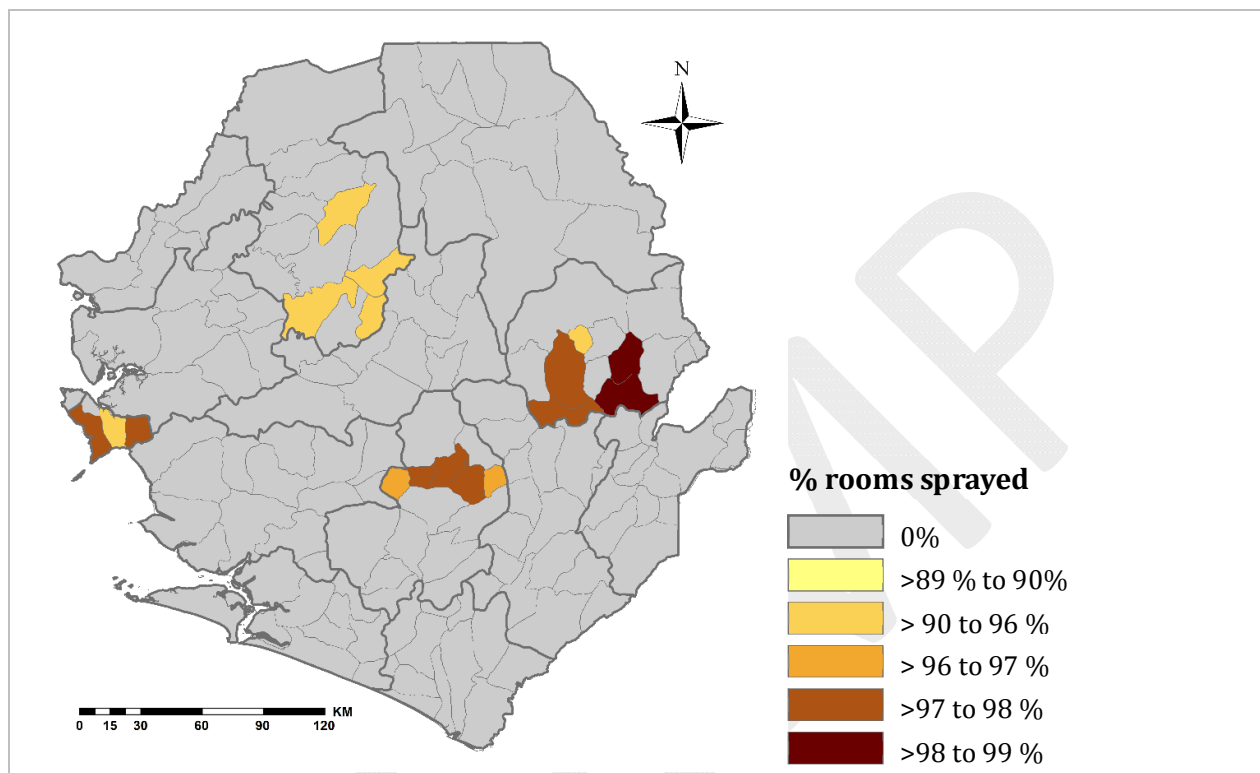 N
% rooms sprayed
0%
>89 % to 90%
> 90 to 96 %
> 96 to 97 %
>97 to 98 %
>98 to 99 %
KM
0 15 30 60 90 120
MP